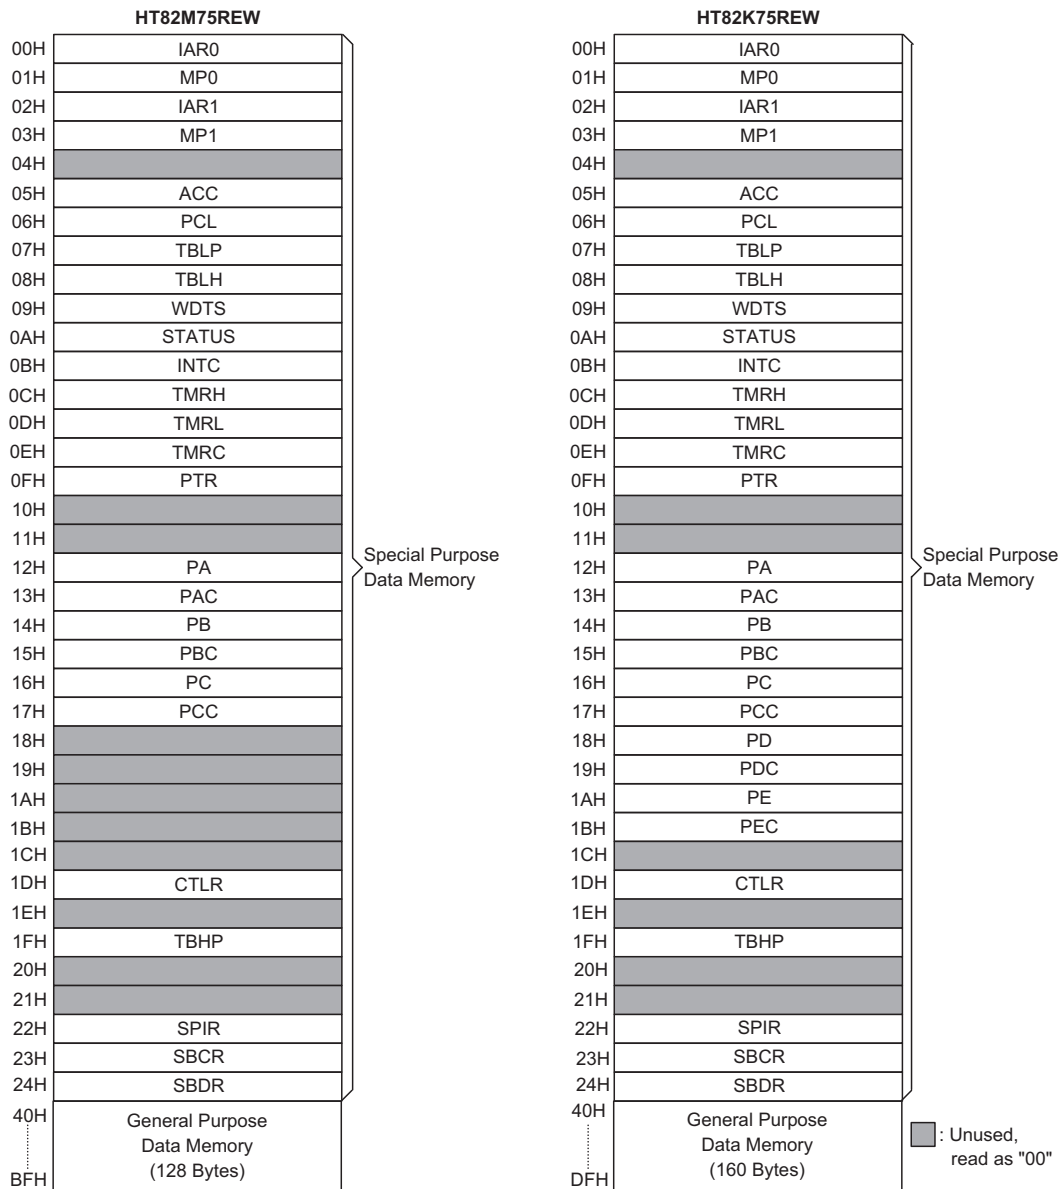 HT82M75REW
00H IAR0
01H MP0
02H IAR1
03H MP1
04H
05H ACC
06H PCL
07H TBLP
08H TBLH
09H WDTS
0AH STATUS
0BH INTC
0CH TMRH
0DH TMRL
0EH TMRC
0FH PTR
10H
11H
12H PA
13H PAC
14H PB
15H PBC
16H PC
17H PCC
18H
19H
1AH
1BH
1CH
1DH CTLR
1EH
1FH TBHP
20H
21H
22H SPIR
23H SBCR
24H SBDR
Special Purpose
Data Memory
40H
General Purpose
Data Memory
(128 Bytes)
BFH
HT82K75REW
00H IAR0
01H MP0
02H IAR1
03H MP1
04H
05H ACC
06H PCL
07H TBLP
08H TBLH
09H WDTS
0AH STATUS
0BH INTC
0CH TMRH
0DH TMRL
0EH TMRC
0FH PTR
10H
11H
12H PA
13H PAC
14H PB
15H PBC
16H PC
17H PCC
18H PD
19H PDC
1AH PE
1BH PEC
1CH
1DH CTLR
1EH
1FH TBHP
20H
21H
22H SPIR
23H SBCR
24H SBDR
Special Purpose
Data Memory
40H
General Purpose
Data Memory
(160 Bytes)
DFH
: Unused,
read as "00"